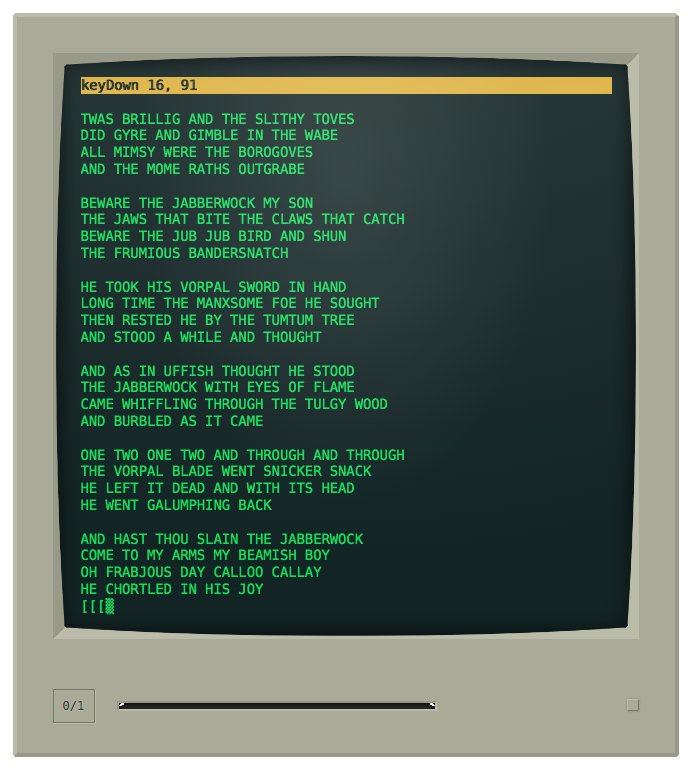 keyDown 16, 91
TWAS BRILLIG AND THE SLITHY TOVES
DID GYRE AND GIMBLE IN THE WABE
ALL MIMSY WERE THE BOROGOVES
AND THE MOME RATHS OUTGRABE
BEWARE THE JABBERWOCK MY SON
THE JAWS THAT BITE THE CLAWS THAT CATCH
BEWARE THE JUB JUB BIRD AND SHUN
THE FRUMIOUS BANDERSNATCH
HE TOOK HIS VORPAL SWORD IN HAND
LONG TIME THE MANXSOME FOE HE SOUGHT
THEN RESTED HE BY THE TUMTUM TREE
AND STOOD A WHILE AND THOUGHT
AND AS IN UFFISH THOUGHT HE STOOD
THE JABBERWOCK WITH EYES OF FLAME
CAME WHIFFLING THROUGH THE TULGY WOOD
AND BURBLED AS IT CAME
ONE TWO ONE TWO AND THROUGH AND THROUGH
THE VORPAL BLADE WENT SNICKER SNACK
HE LEFT IT DEAD AND WITH ITS HEAD
HE WENT GALUMPHING BACK
AND HAST THOU SLAIN THE JABBERWOCK
COME TO MY ARMS MY BEAMISH BOY
OH FRABJOUS DAY CALLOO CALLAY
HE CHORTLED IN HIS JOY
[[[▒
0/1